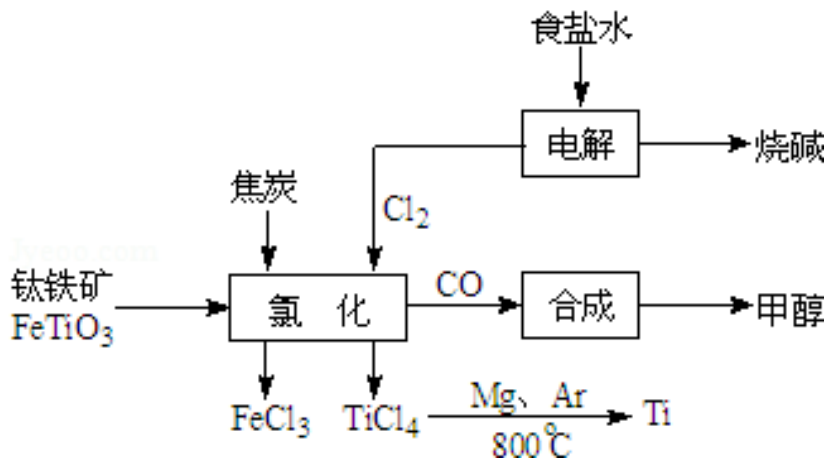 食盐水
电解
烧碱
焦炭
Cl₂
钛铁矿
FeTiO₃
氯 化
CO
合成
甲醇
FeCl₃
TiCl₄
Mg、Ar
800℃
Ti